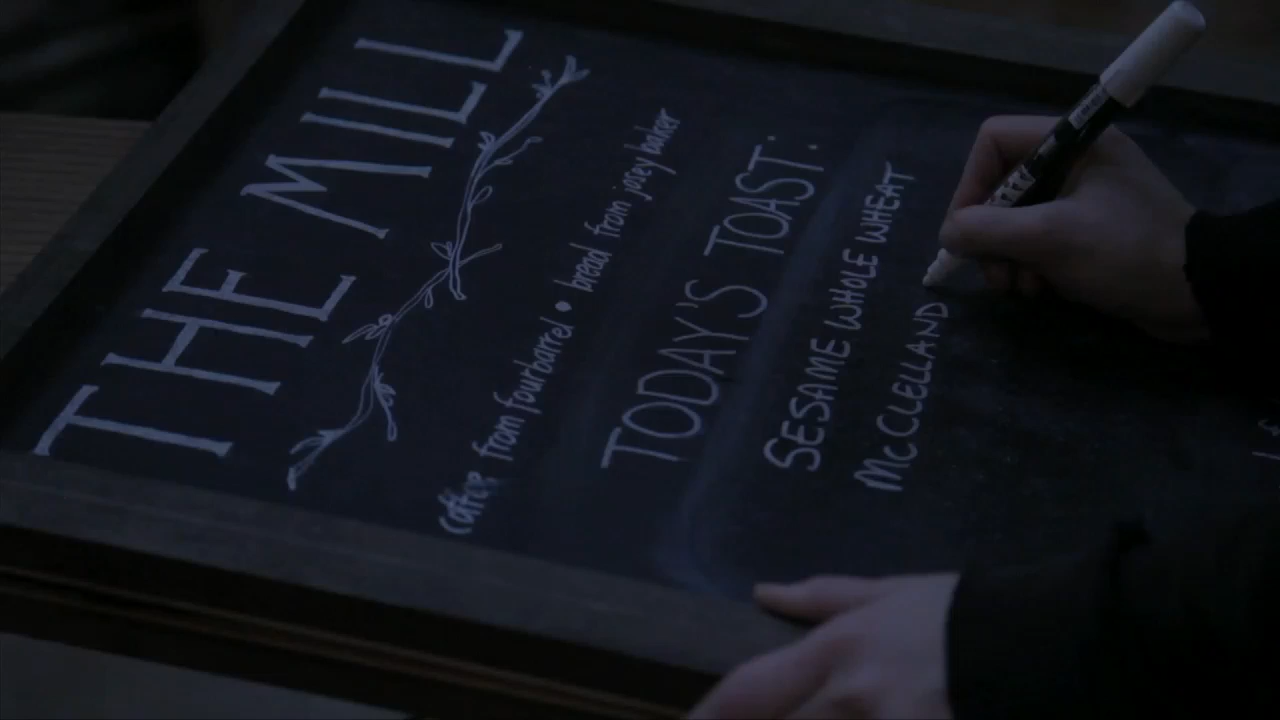 THE MILL
coffee from fourbarrel • bread from josey baker
TODAY'S TOAST:
SESAME WHOLE WHEAT
McCLELLAND